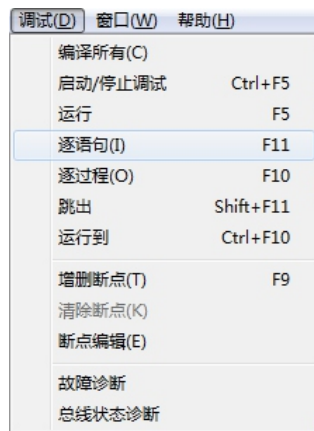 调试(D) 窗口(W) 帮助(H)
编译所有(C)
启动/停止调试 Ctrl+F5
运行 F5
逐语句(I) F11
逐过程(O) F10
跳出 Shift+F11
运行到 Ctrl+F10
增删断点(T) F9
清除断点(K)
断点编辑(E)
故障诊断
总线状态诊断